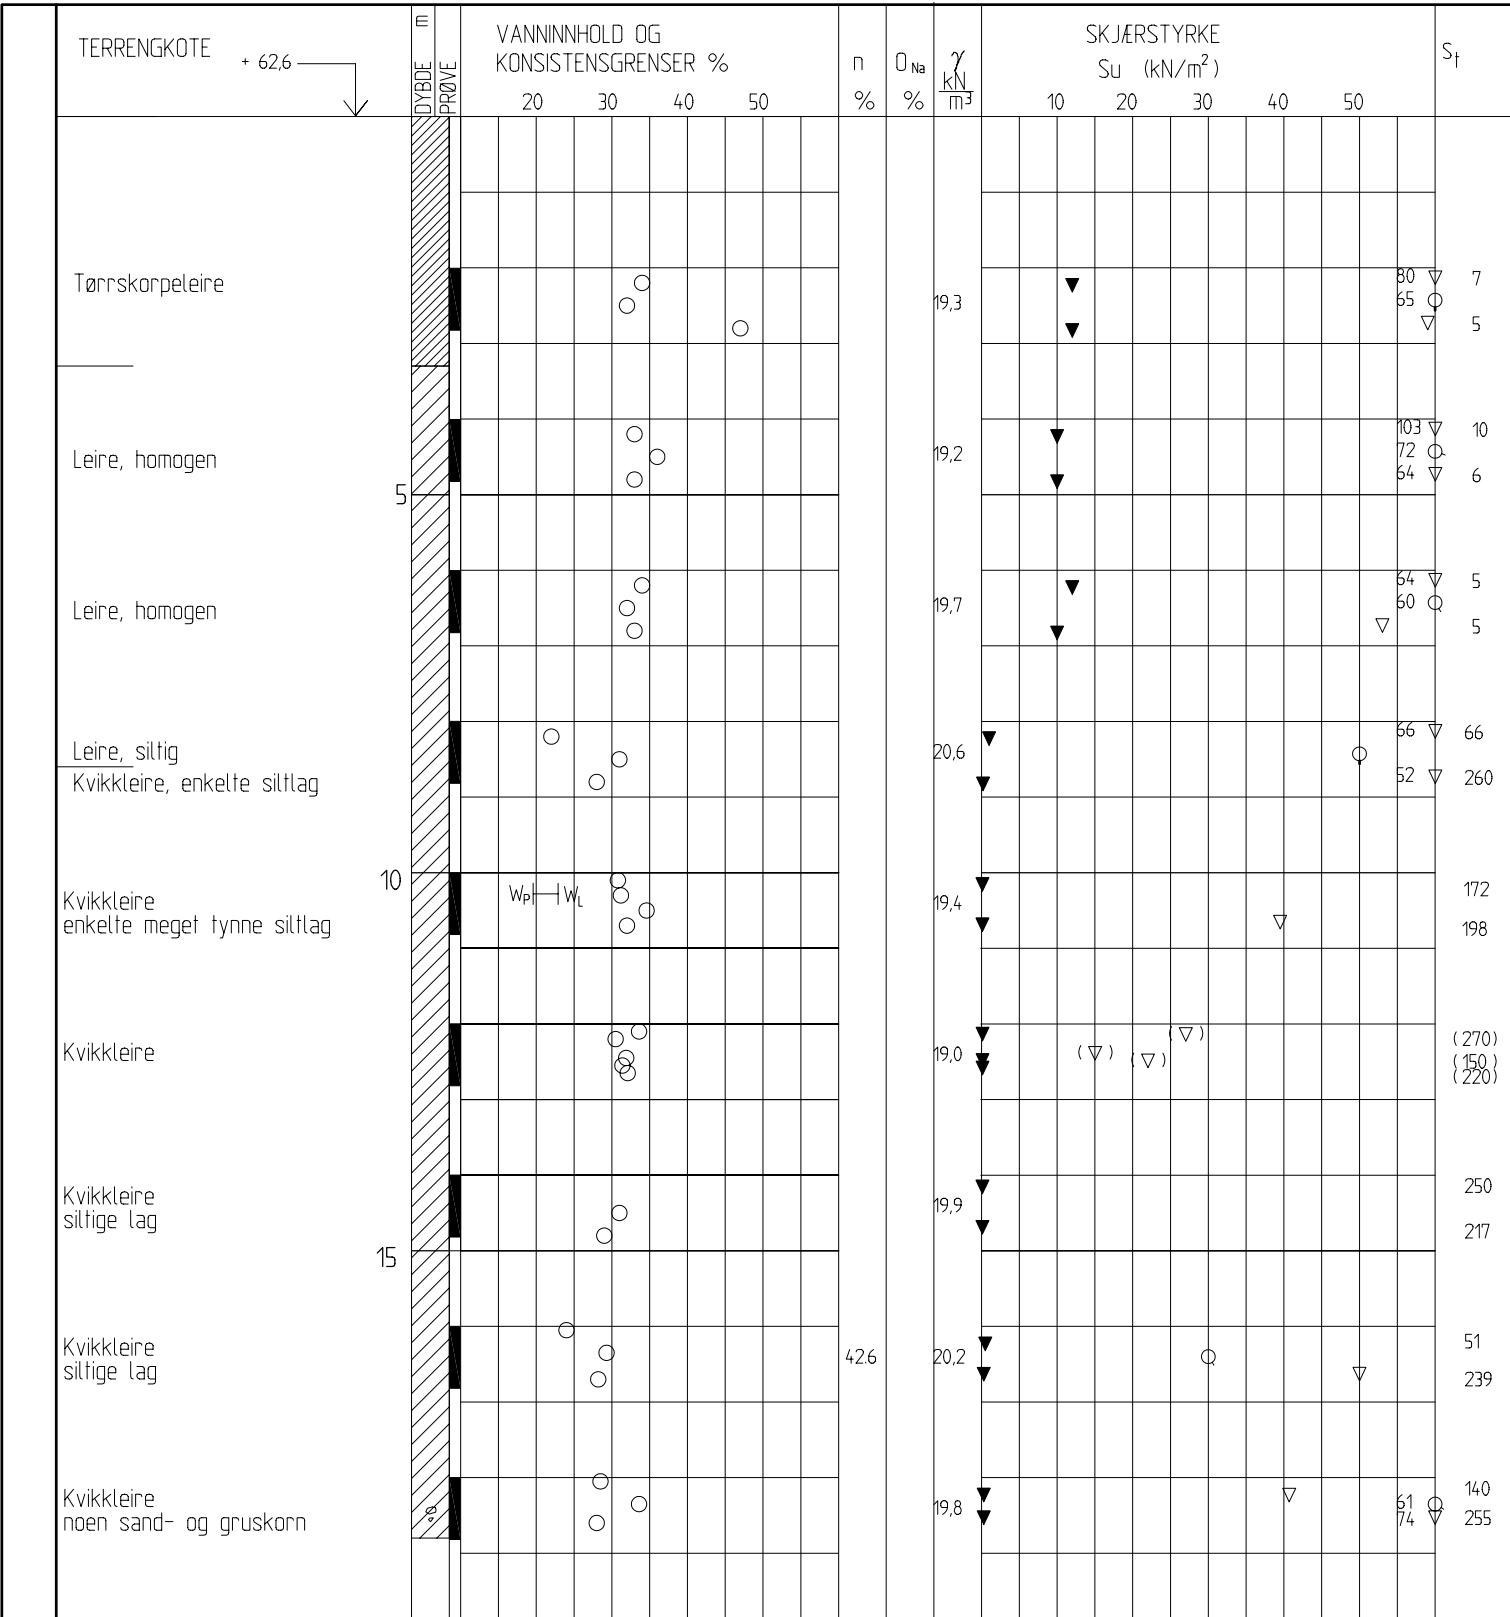 TERRENGKOTE
+ 62,6
DYBDE m
PRØVE
VANNINNHOLD OG
KONSISTENSGRENSER %
20 30 40 50
n
%
O Na
%
γ
kN
m³
SKJÆRSTYRKE
Su (kN/m²)
10 20 30 40 50
St
Tørrskorpeleire
19,3
80 7
65
5
Leire, homogen
19,2
103 10
72
64 6
5
Leire, homogen
19,7
64 5
60
5
Leire, siltig
20,6
66 66
Kvikkleire, enkelte siltlag
52 260
10
Kvikkleire
enkelte meget tynne siltlag
Wp WL
19,4
172
198
Kvikkleire
19,0
( ) ( ) ( )
(270)
(150)
(220)
Kvikkleire
siltige lag
19,9
250
217
15
Kvikkleire
siltige lag
42.6
20,2
51
239
Kvikkleire
noen sand- og gruskorn
19,8
140
61
74 255